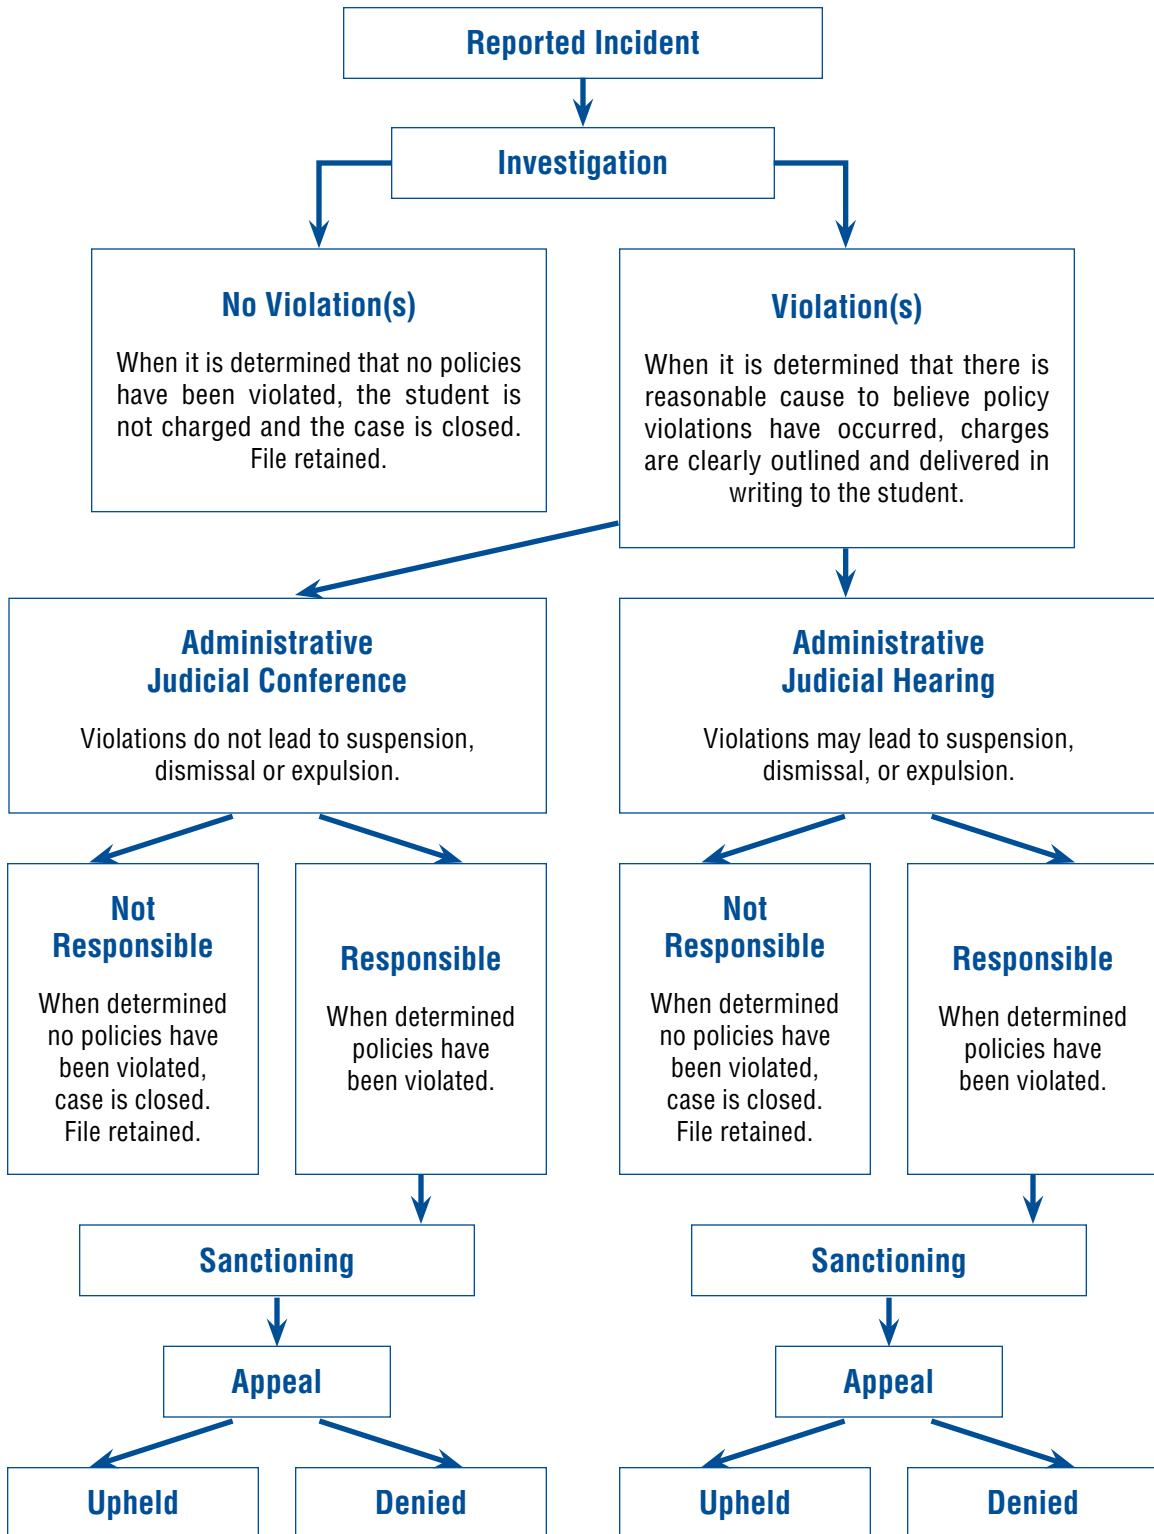 Reported Incident
Investigation
No Violation(s)
When it is determined that no policies
have been violated, the student is
not charged and the case is closed.
File retained.
Violation(s)
When it is determined that there is
reasonable cause to believe policy
violations have occurred, charges
are clearly outlined and delivered in
writing to the student.
Administrative
Judicial Conference
Violations do not lead to suspension,
dismissal or expulsion.
Administrative
Judicial Hearing
Violations may lead to suspension,
dismissal, or expulsion.
Not
Responsible
When determined
no policies have
been violated,
case is closed.
File retained.
Responsible
When determined
policies have
been violated.
Not
Responsible
When determined
no policies have
been violated,
case is closed.
File retained.
Responsible
When determined
policies have
been violated.
Sanctioning
Sanctioning
Appeal
Appeal
Upheld
Denied
Upheld
Denied